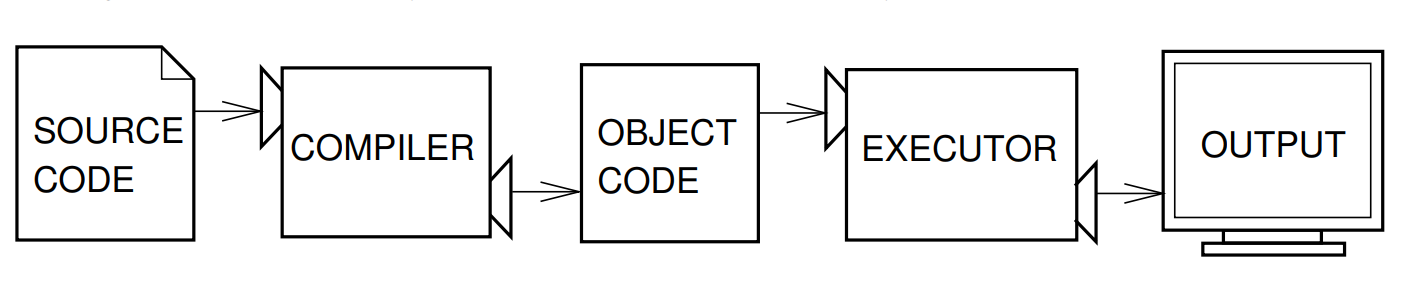 SOURCE
CODE
COMPILER
OBJECT
CODE
EXECUTOR
OUTPUT